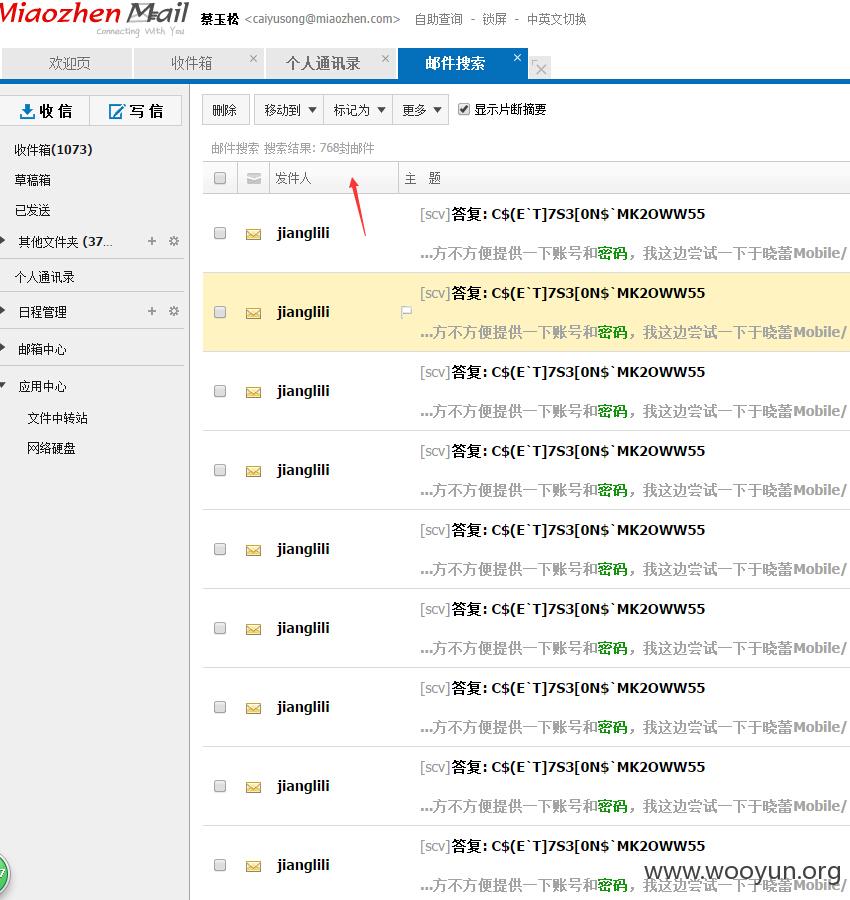 Miaozhen Mail
Connecting With You
蔡玉松 <caiyusong@miaozhen.com> 自助查询 - 锁屏 - 中英文切换
欢迎页 收件箱 个人通讯录 邮件搜索
收 信 写 信
删除 移动到 标记为 更多 显示片断摘要
收件箱(1073)
草稿箱
已发送
其他文件夹 (37...
个人通讯录
日程管理
邮箱中心
应用中心
文件中转站
网络硬盘
邮件搜索 搜索结果: 768封邮件
发件人 主 题
[scv]答复: C$(E`T]7S3[0N$`MK2OWW55
jianglili
...方不方便提供一下账号和密码，我这边尝试一下于晓蕾Mobile/
[scv]答复: C$(E`T]7S3[0N$`MK2OWW55
jianglili
...方不方便提供一下账号和密码，我这边尝试一下于晓蕾Mobile/
[scv]答复: C$(E`T]7S3[0N$`MK2OWW55
jianglili
...方不方便提供一下账号和密码，我这边尝试一下于晓蕾Mobile/
[scv]答复: C$(E`T]7S3[0N$`MK2OWW55
jianglili
...方不方便提供一下账号和密码，我这边尝试一下于晓蕾Mobile/
[scv]答复: C$(E`T]7S3[0N$`MK2OWW55
jianglili
...方不方便提供一下账号和密码，我这边尝试一下于晓蕾Mobile/
[scv]答复: C$(E`T]7S3[0N$`MK2OWW55
jianglili
...方不方便提供一下账号和密码，我这边尝试一下于晓蕾Mobile/
[scv]答复: C$(E`T]7S3[0N$`MK2OWW55
jianglili
...方不方便提供一下账号和密码，我这边尝试一下于晓蕾Mobile/
[scv]答复: C$(E`T]7S3[0N$`MK2OWW55
jianglili
...方不方便提供一下账号和密码，我这边尝试一下于晓蕾Mobile/
[scv]答复: C$(E`T]7S3[0N$`MK2OWW55
jianglili
...方不方便提供一下账号和密码，我这边尝试一下于晓蕾Mobile/
www.wooyun.org